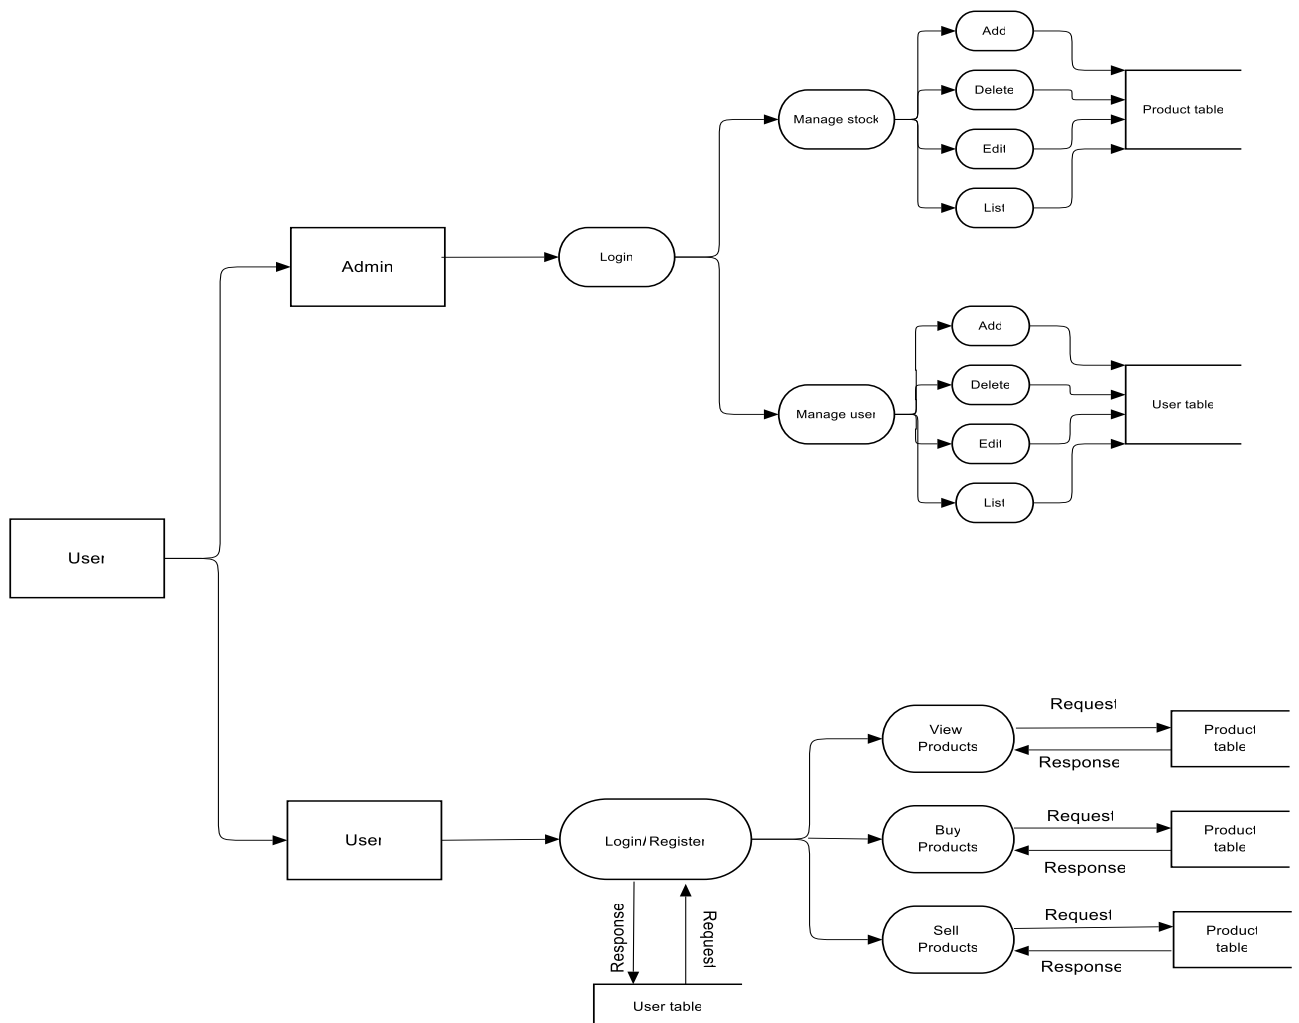 Add
Delete
Manage stock
Product table
Edit
List
Admin
Login
Add
Delete
Manage user
User table
Edit
List
User
Request
View
Products
Product
table
Response
User
Login/Register
Request
Buy
Products
Product
table
Response
Request
Sell
Products
Product
table
Response
Response
Request
User table